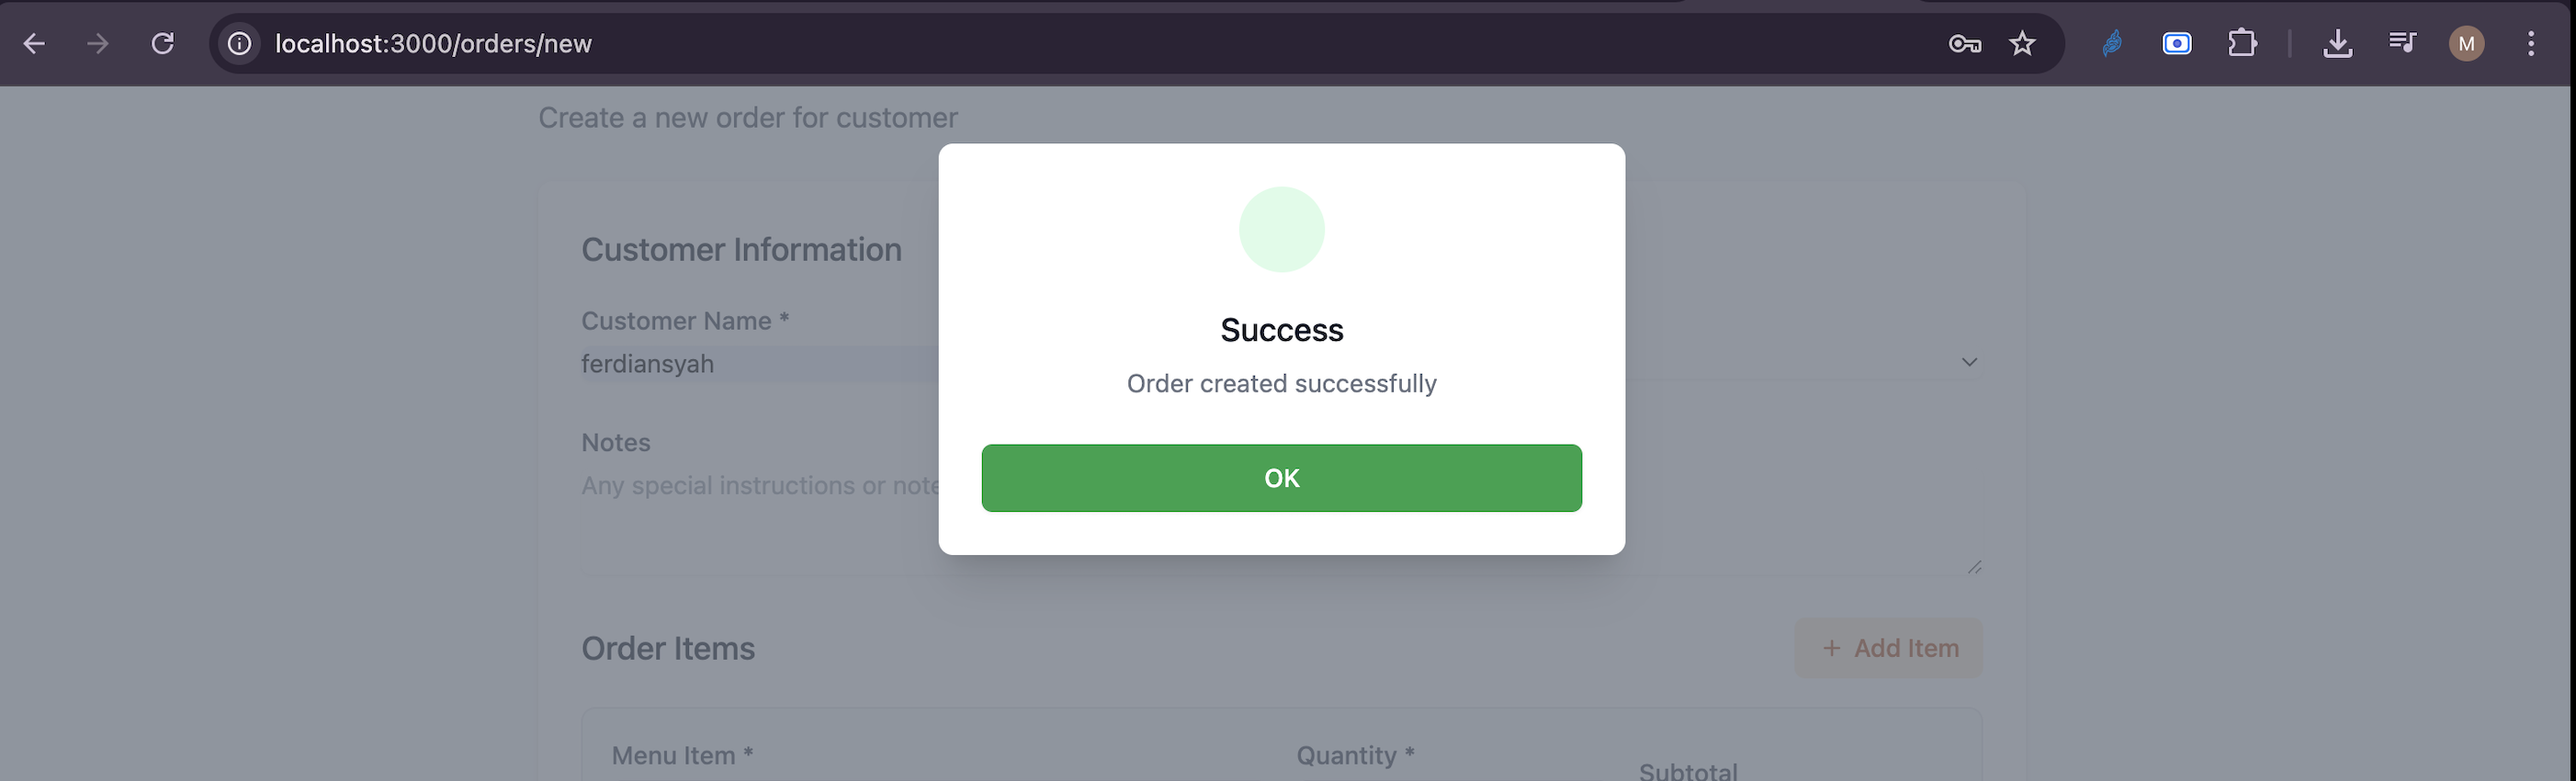 localhost:3000/orders/new
M
Create a new order for customer
Customer Information
Customer Name *
ferdiansyah
Notes
Any special instructions or note
Success
Order created successfully
OK
Order Items
+ Add Item
Menu Item *
Quantity *
Subtotal